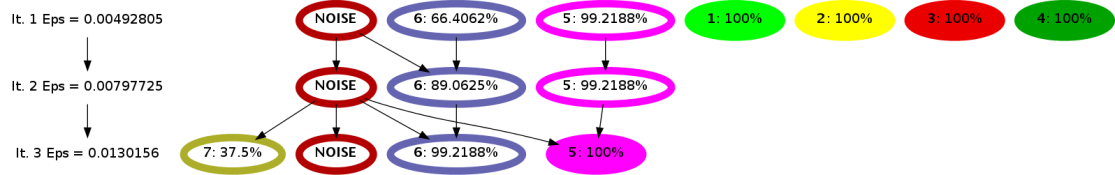 It. 1 Eps = 0.00492805 NOISE 6: 66.4062% 5: 99.2188% 1: 100% 2: 100% 3: 100% 4: 100%
It. 2 Eps = 0.00797725 NOISE 6: 89.0625% 5: 99.2188%
It. 3 Eps = 0.0130156 7: 37.5% NOISE 6: 99.2188% 5: 100%